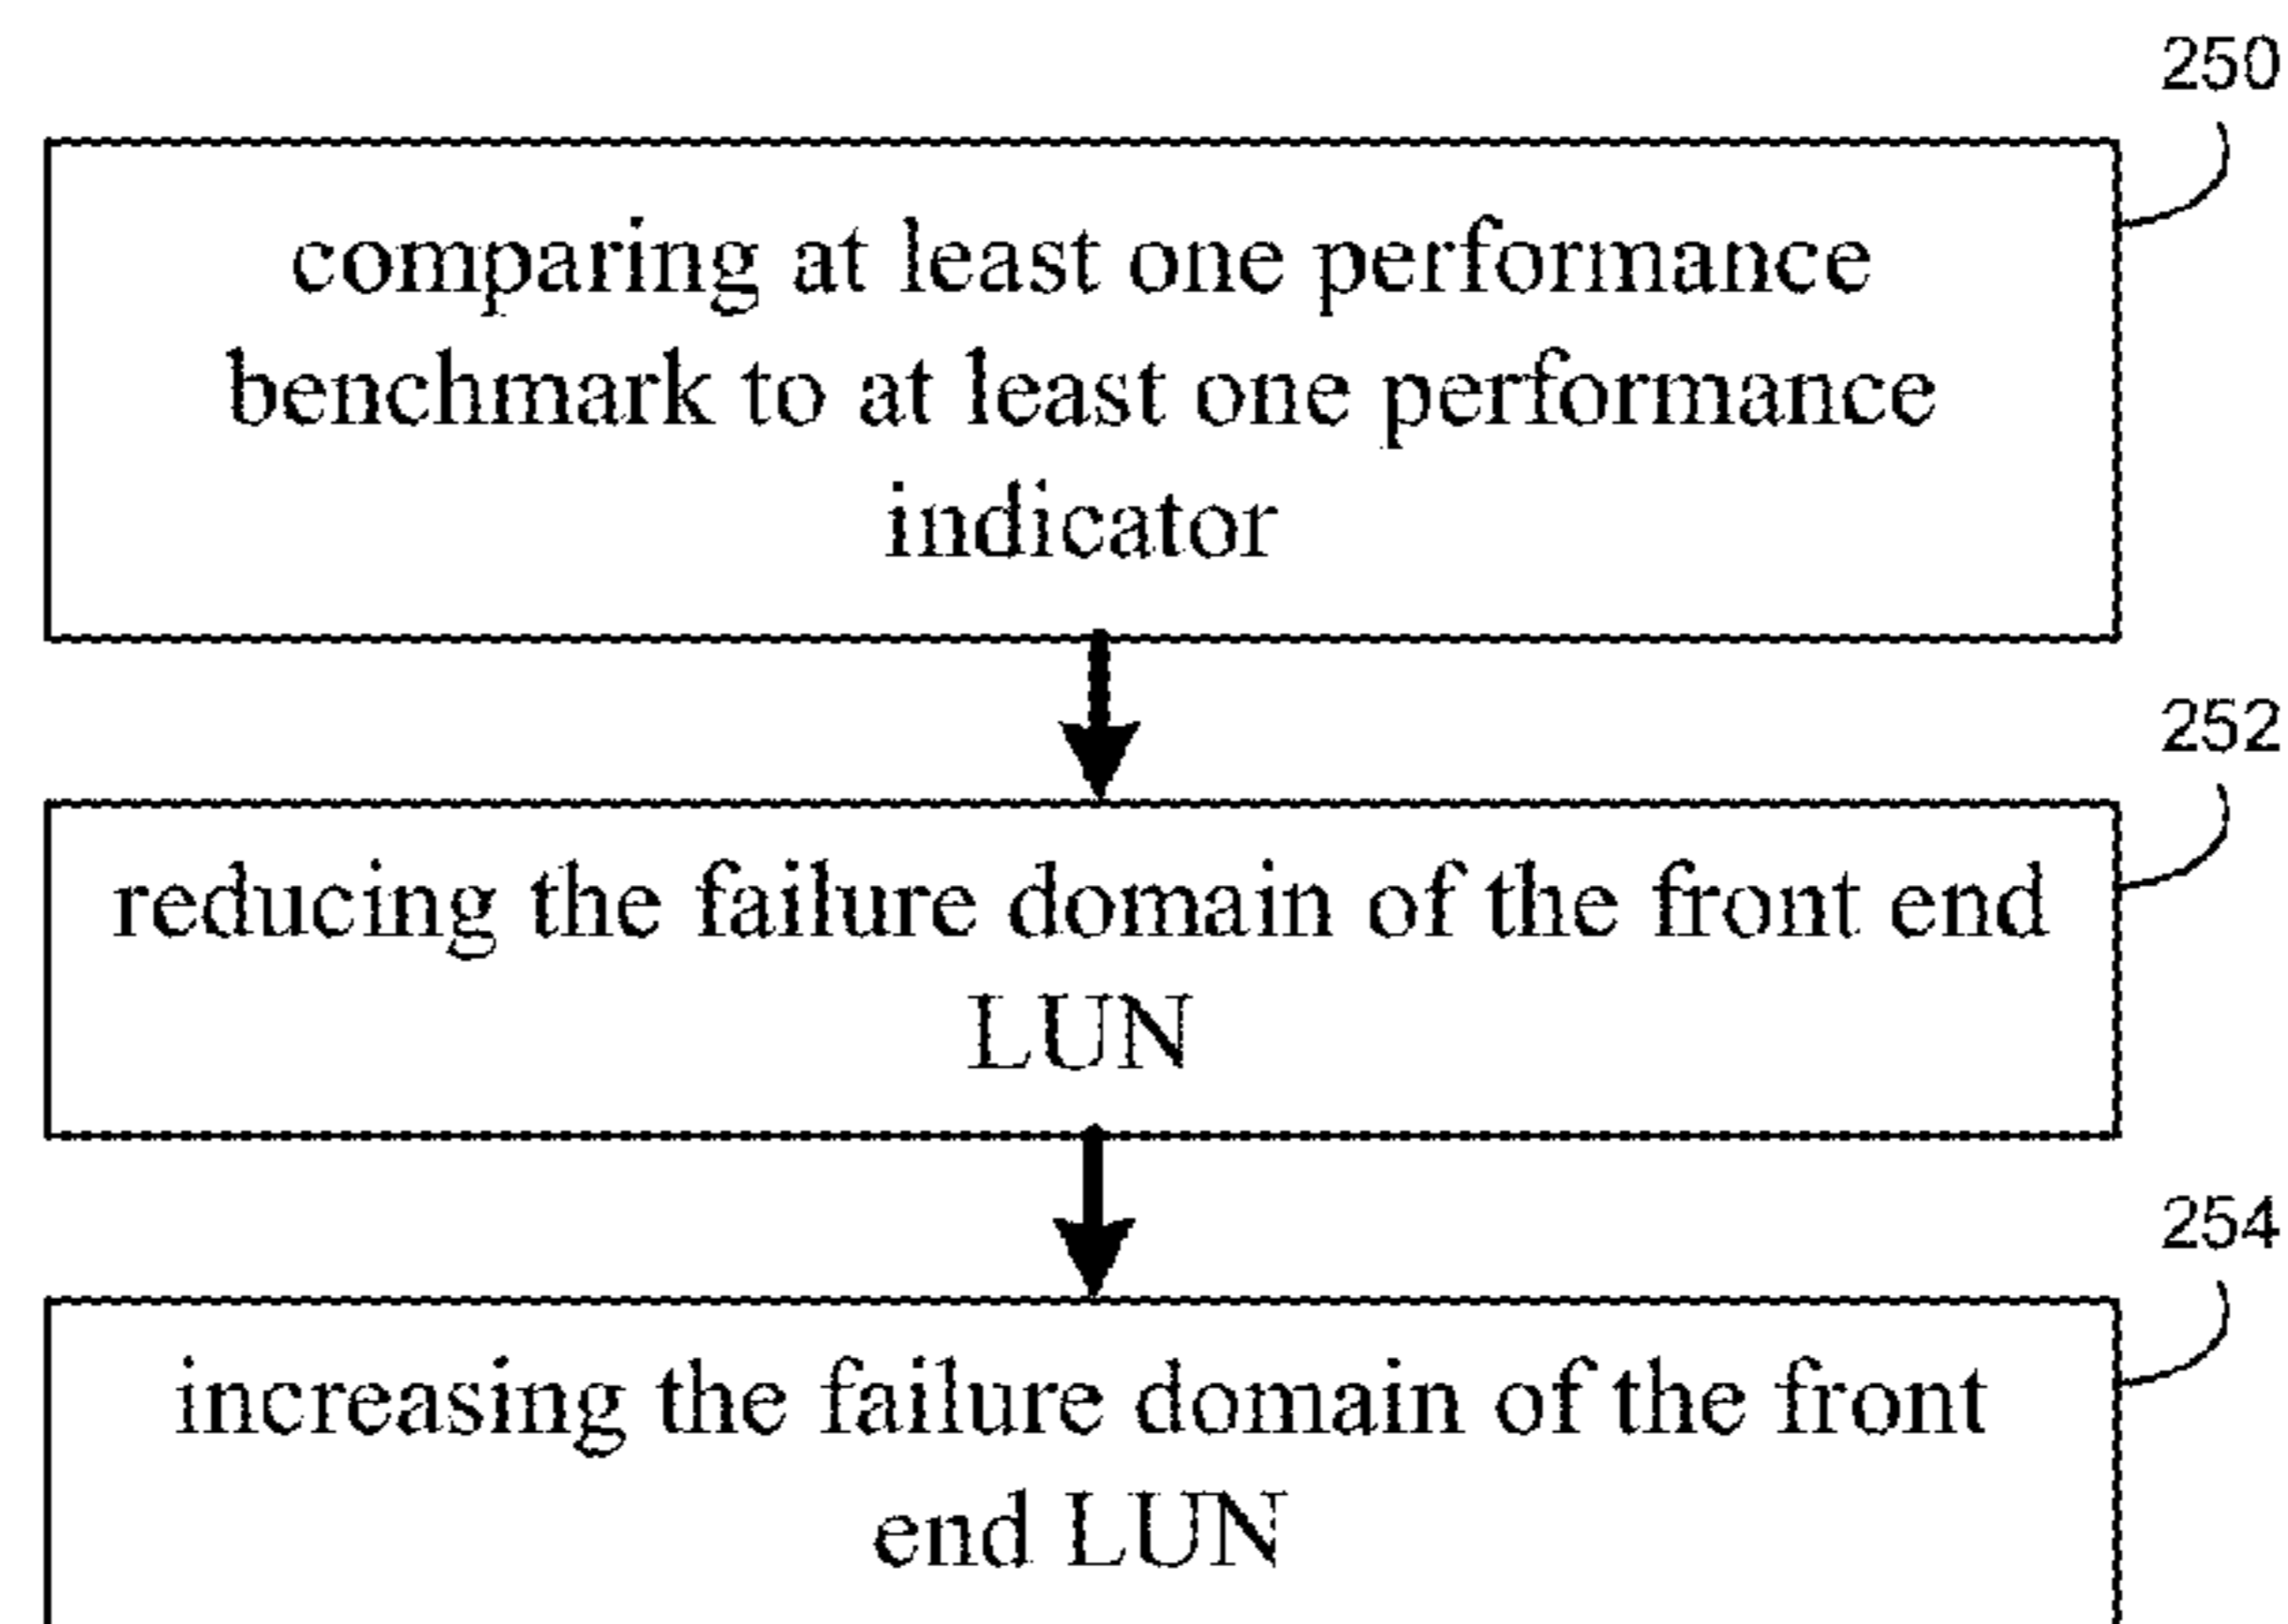 250
comparing at least one performance
benchmark to at least one performance
indicator
252
reducing the failure domain of the front end
LUN
254
increasing the failure domain of the front
end LUN